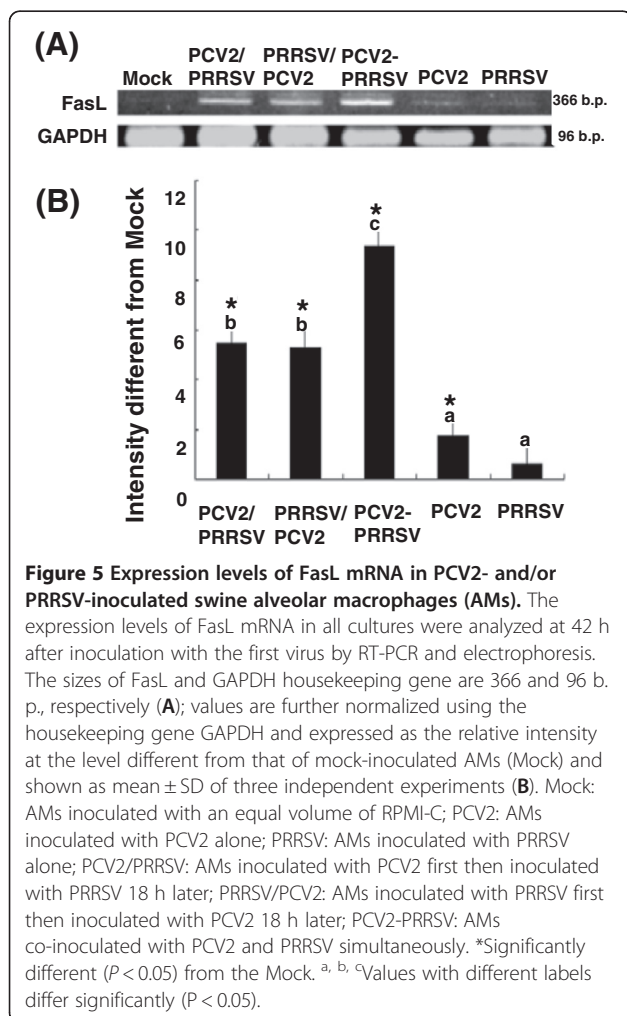 (A)
Mock PCV2/PRRSV PRRSV/PCV2 PCV2-PRRSV PCV2 PRRSV
FasL 366 b.p.
GAPDH 96 b.p.
(B)
Intensity different from Mock
12
10
8
6
4
2
0
* b
* b
* c
* a
a
PCV2/PRRSV PRRSV/PCV2 PCV2-PRRSV PCV2 PRRSV
Figure 5 Expression levels of FasL mRNA in PCV2- and/or
PRRSV-inoculated swine alveolar macrophages (AMs). The
expression levels of FasL mRNA in all cultures were analyzed at 42 h
after inoculation with the first virus by RT-PCR and electrophoresis.
The sizes of FasL and GAPDH housekeeping gene are 366 and 96 b.
p., respectively (A); values are further normalized using the
housekeeping gene GAPDH and expressed as the relative intensity
at the level different from that of mock-inoculated AMs (Mock) and
shown as mean ± SD of three independent experiments (B). Mock:
AMs inoculated with an equal volume of RPMI-C; PCV2: AMs
inoculated with PCV2 alone; PRRSV: AMs inoculated with PRRSV
alone; PCV2/PRRSV: AMs inoculated with PCV2 first then inoculated
with PRRSV 18 h later; PRRSV/PCV2: AMs inoculated with PRRSV first
then inoculated with PCV2 18 h later; PCV2-PRRSV: AMs
co-inoculated with PCV2 and PRRSV simultaneously. *Significantly
different (P < 0.05) from the Mock. a, b, cValues with different labels
differ significantly (P < 0.05).